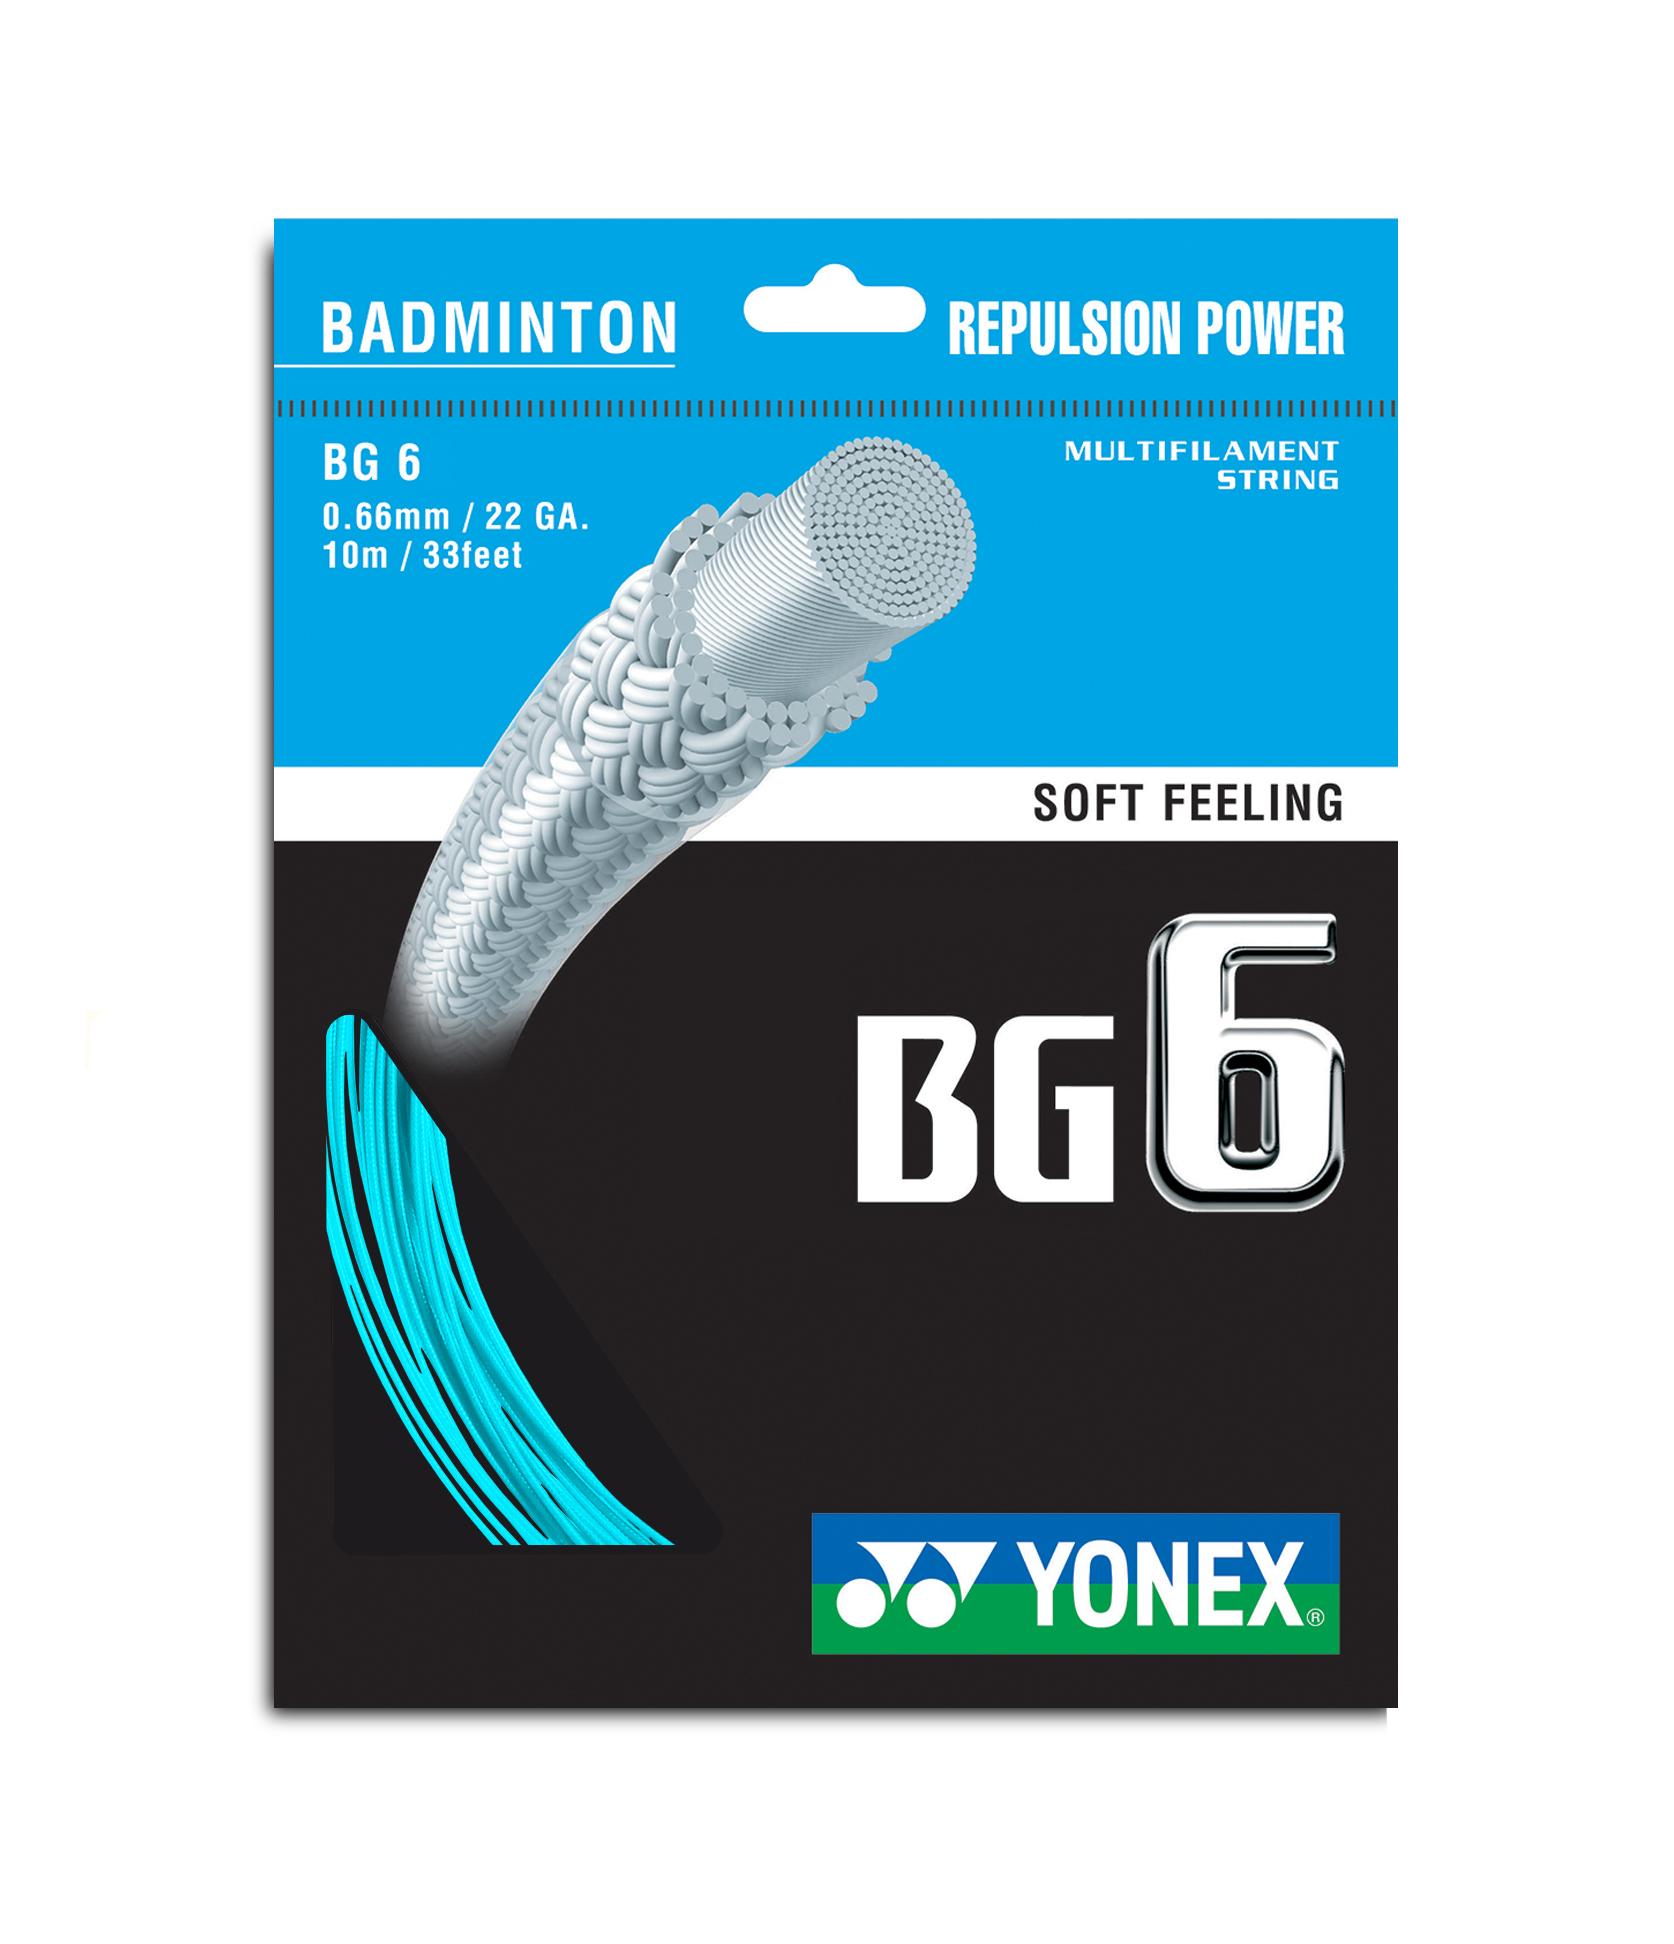 BADMINTON
REPULSION POWER
BG 6
0.66mm / 22 GA.
10m / 33feet
MULTIFILAMENT
STRING
SOFT FEELING
BG6
YONEX®